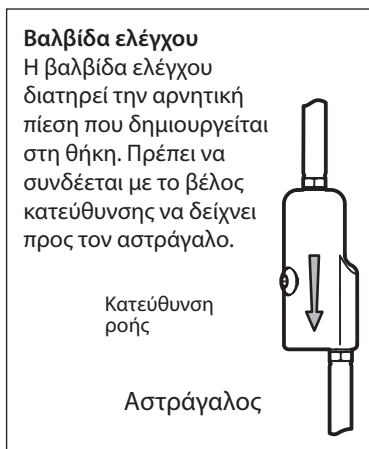 Βαλβίδα ελέγχου
Η βαλβίδα ελέγχου
διατηρεί την αρνητική
πίεση που δημιουργείται
στη θήκη. Πρέπει να
συνδέεται με το βέλος
κατεύθυνσης να δείχνει
προς τον αστράγαλο.
Κατεύθυνση
ροής
Αστράγαλος